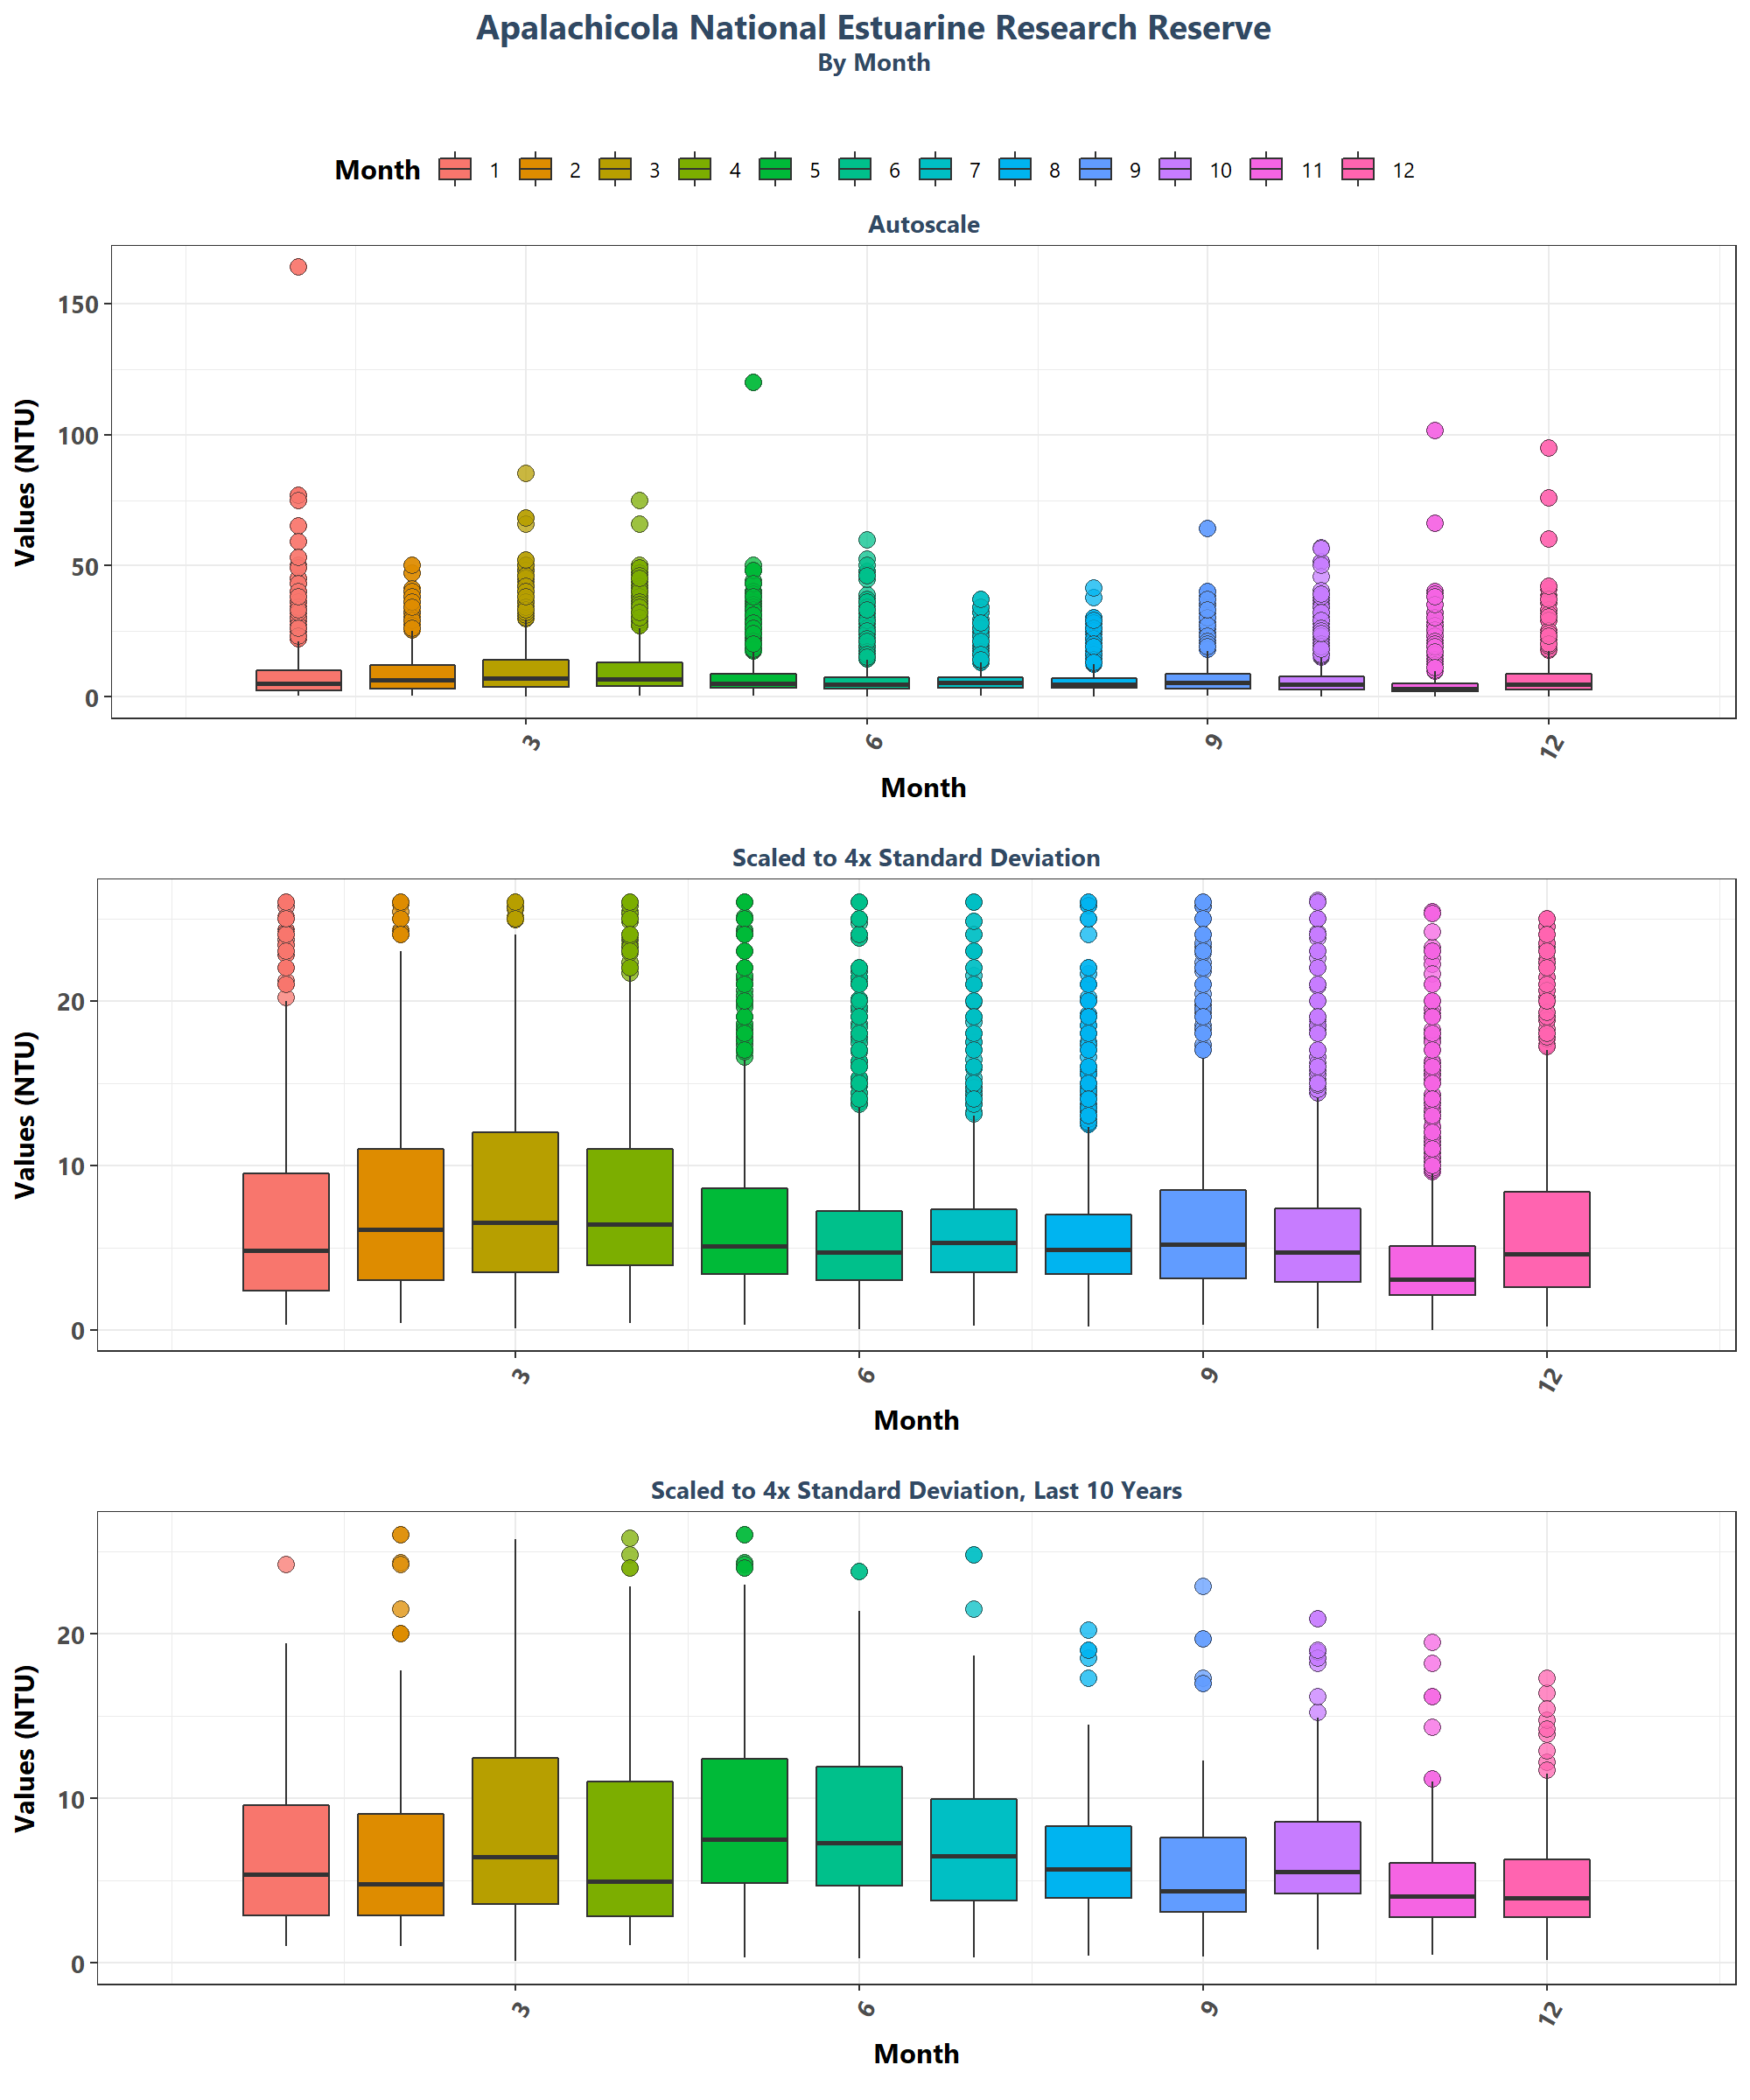 Apalachicola National Estuarine Research Reserve
By Month
Month 1 2 3 4 5 6 7 8 9 10 11 12
Autoscale
Values (NTU)
150
100
50
0
3 6 9 12
Month
Scaled to 4x Standard Deviation
Values (NTU)
20
10
0
3 6 9 12
Month
Scaled to 4x Standard Deviation, Last 10 Years
Values (NTU)
20
10
0
3 6 9 12
Month